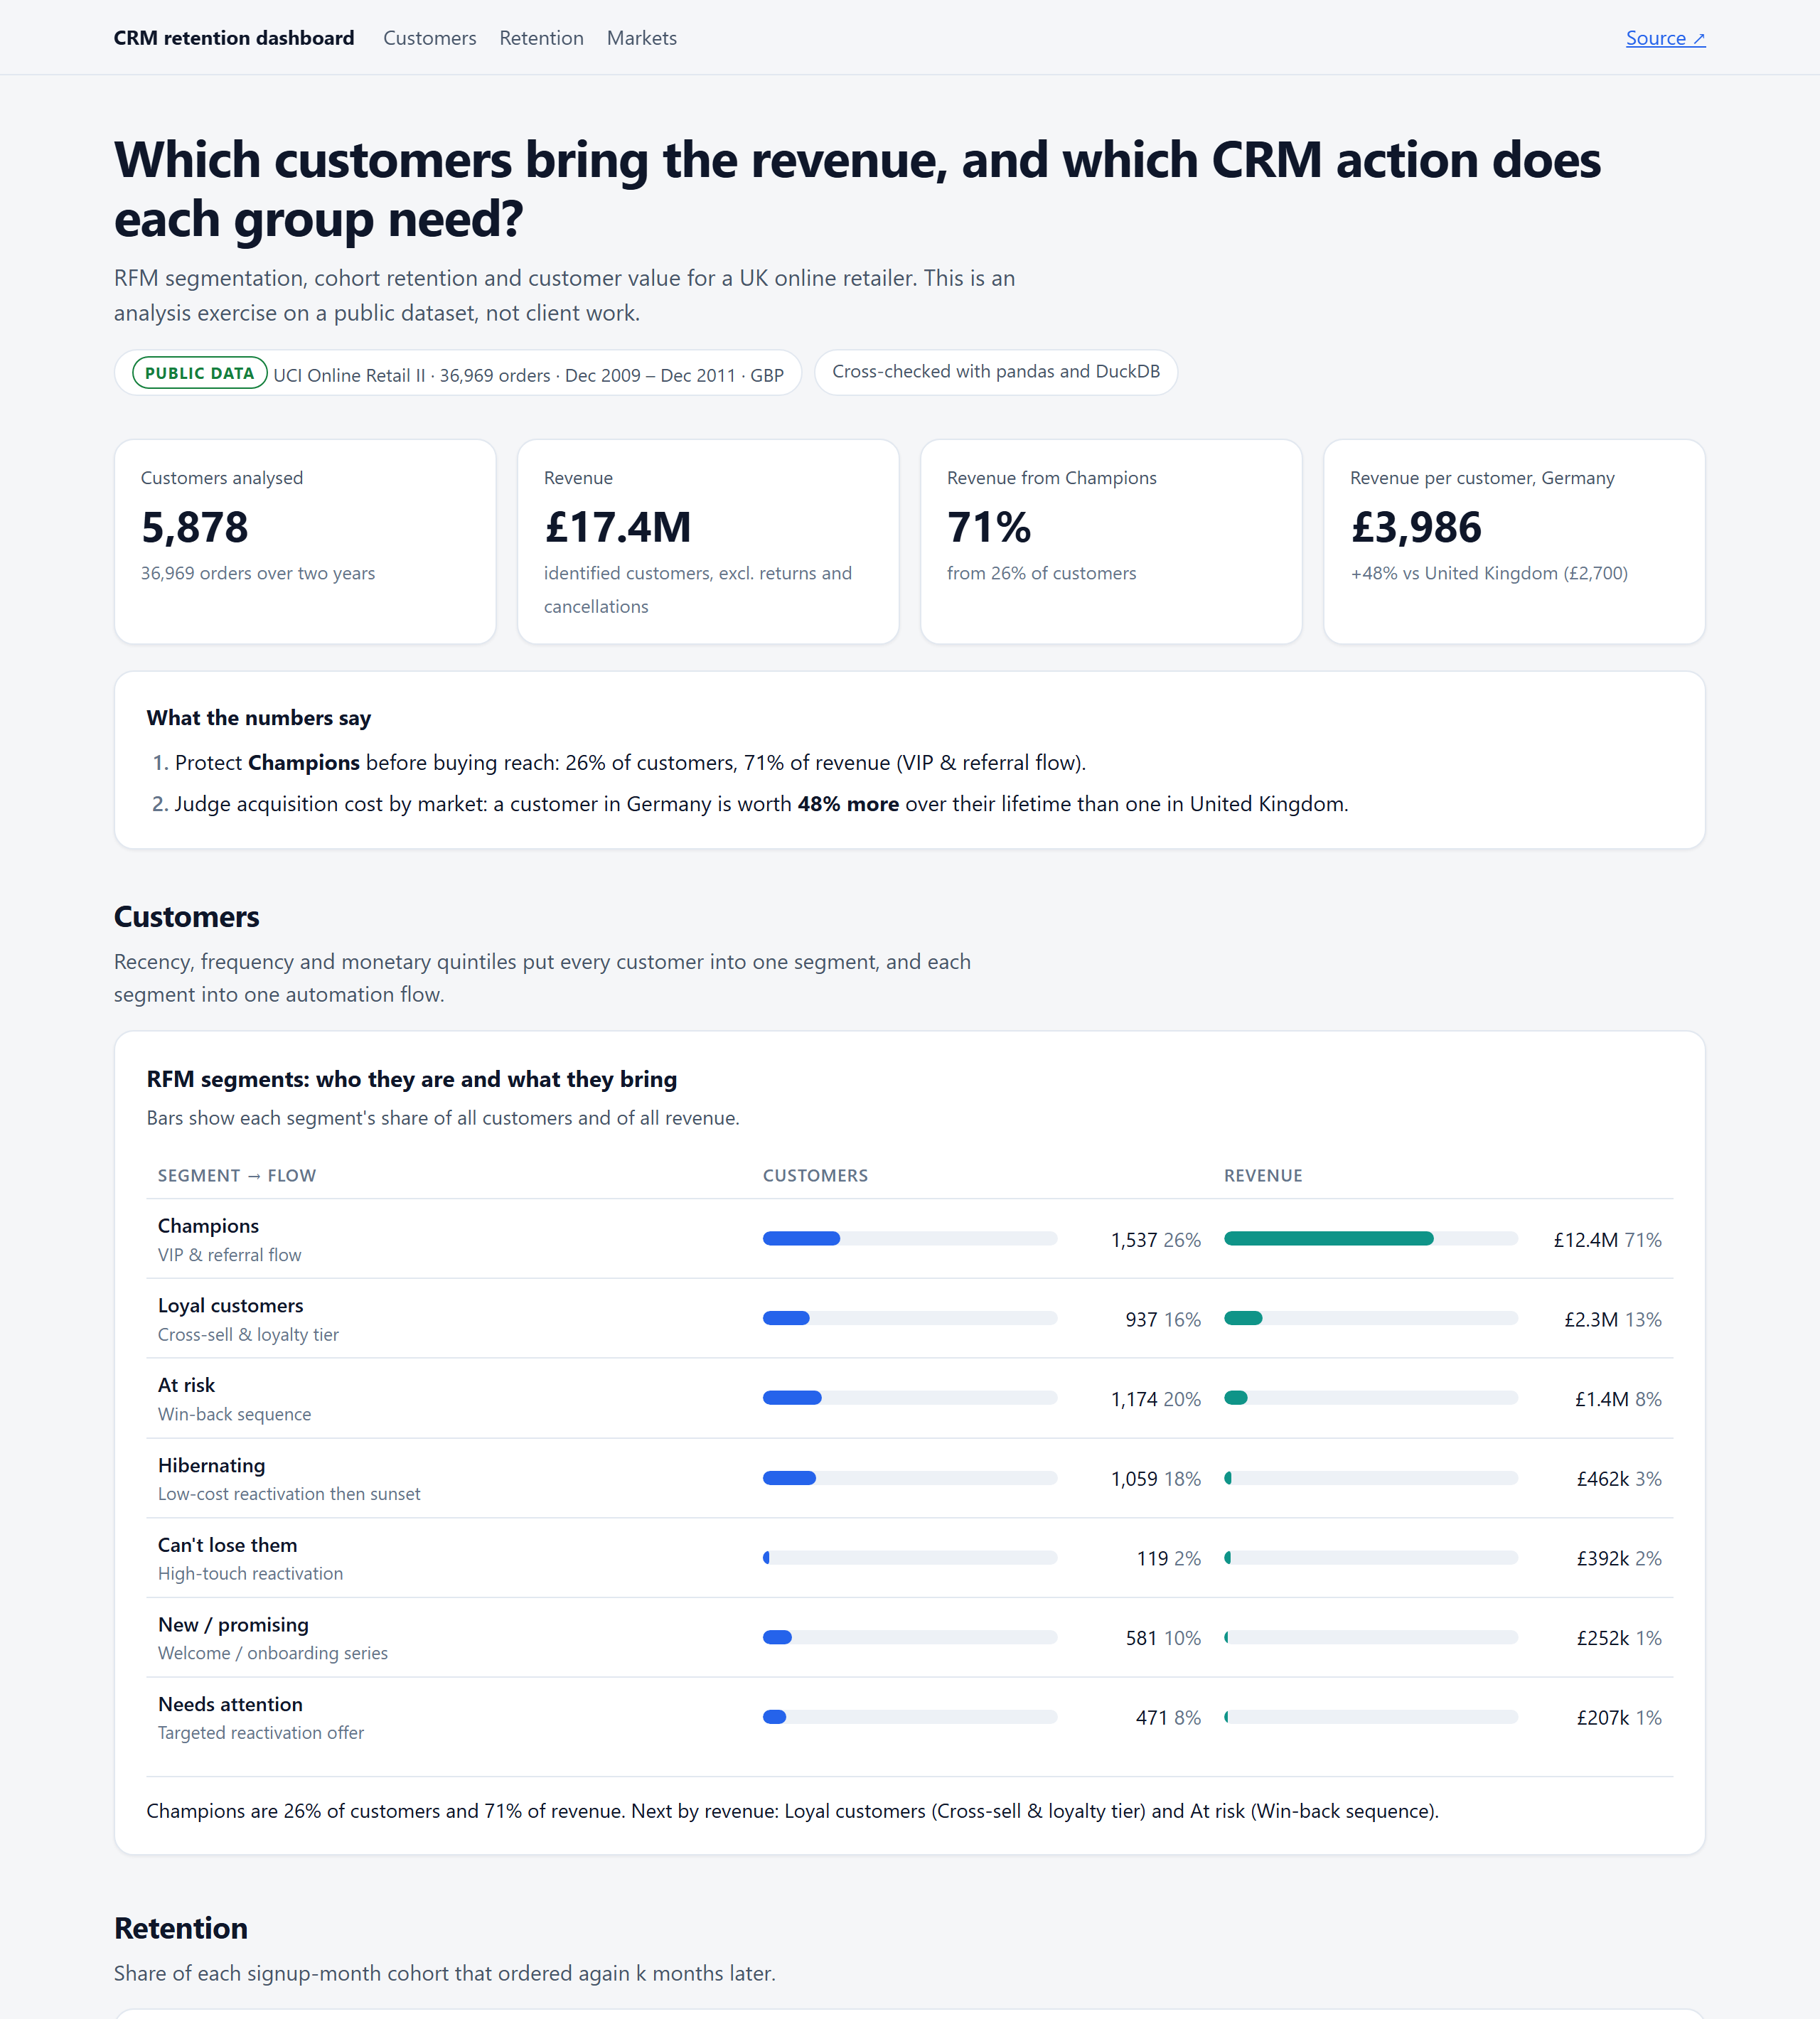 CRM retention dashboard Customers Retention Markets Source ↗
Which customers bring the revenue, and which CRM action does
each group need?
RFM segmentation, cohort retention and customer value for a UK online retailer. This is an
analysis exercise on a public dataset, not client work.
PUBLIC DATA UCI Online Retail II · 36,969 orders · Dec 2009 – Dec 2011 · GBP Cross-checked with pandas and DuckDB
Customers analysed
5,878
36,969 orders over two years
Revenue
£17.4M
identified customers, excl. returns and
cancellations
Revenue from Champions
71%
from 26% of customers
Revenue per customer, Germany
£3,986
+48% vs United Kingdom (£2,700)
What the numbers say
1. Protect Champions before buying reach: 26% of customers, 71% of revenue (VIP & referral flow).
2. Judge acquisition cost by market: a customer in Germany is worth 48% more over their lifetime than one in United Kingdom.
Customers
Recency, frequency and monetary quintiles put every customer into one segment, and each
segment into one automation flow.
RFM segments: who they are and what they bring
Bars show each segment's share of all customers and of all revenue.
SEGMENT → FLOW CUSTOMERS REVENUE
Champions
VIP & referral flow
1,537 26% £12.4M 71%
Loyal customers
Cross-sell & loyalty tier
937 16% £2.3M 13%
At risk
Win-back sequence
1,174 20% £1.4M 8%
Hibernating
Low-cost reactivation then sunset
1,059 18% £462k 3%
Can't lose them
High-touch reactivation
119 2% £392k 2%
New / promising
Welcome / onboarding series
581 10% £252k 1%
Needs attention
Targeted reactivation offer
471 8% £207k 1%
Champions are 26% of customers and 71% of revenue. Next by revenue: Loyal customers (Cross-sell & loyalty tier) and At risk (Win-back sequence).
Retention
Share of each signup-month cohort that ordered again k months later.